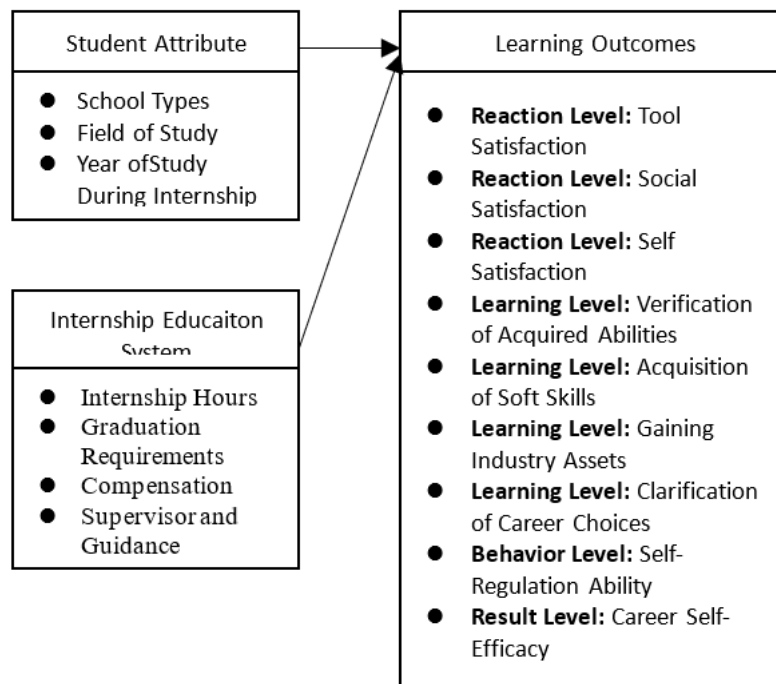 Student Attribute
● School Types
● Field of Study
● Year ofStudy
During Internship
Internship Educaiton
System
● Internship Hours
● Graduation
Requirements
● Compensation
● Supervisor and
Guidance
Learning Outcomes
● Reaction Level: Tool
Satisfaction
● Reaction Level: Social
Satisfaction
● Reaction Level: Self
Satisfaction
● Learning Level: Verification
of Acquired Abilities
● Learning Level: Acquisition
of Soft Skills
● Learning Level: Gaining
Industry Assets
● Learning Level: Clarification
of Career Choices
● Behavior Level: Self-
Regulation Ability
● Result Level: Career Self-
Efficacy